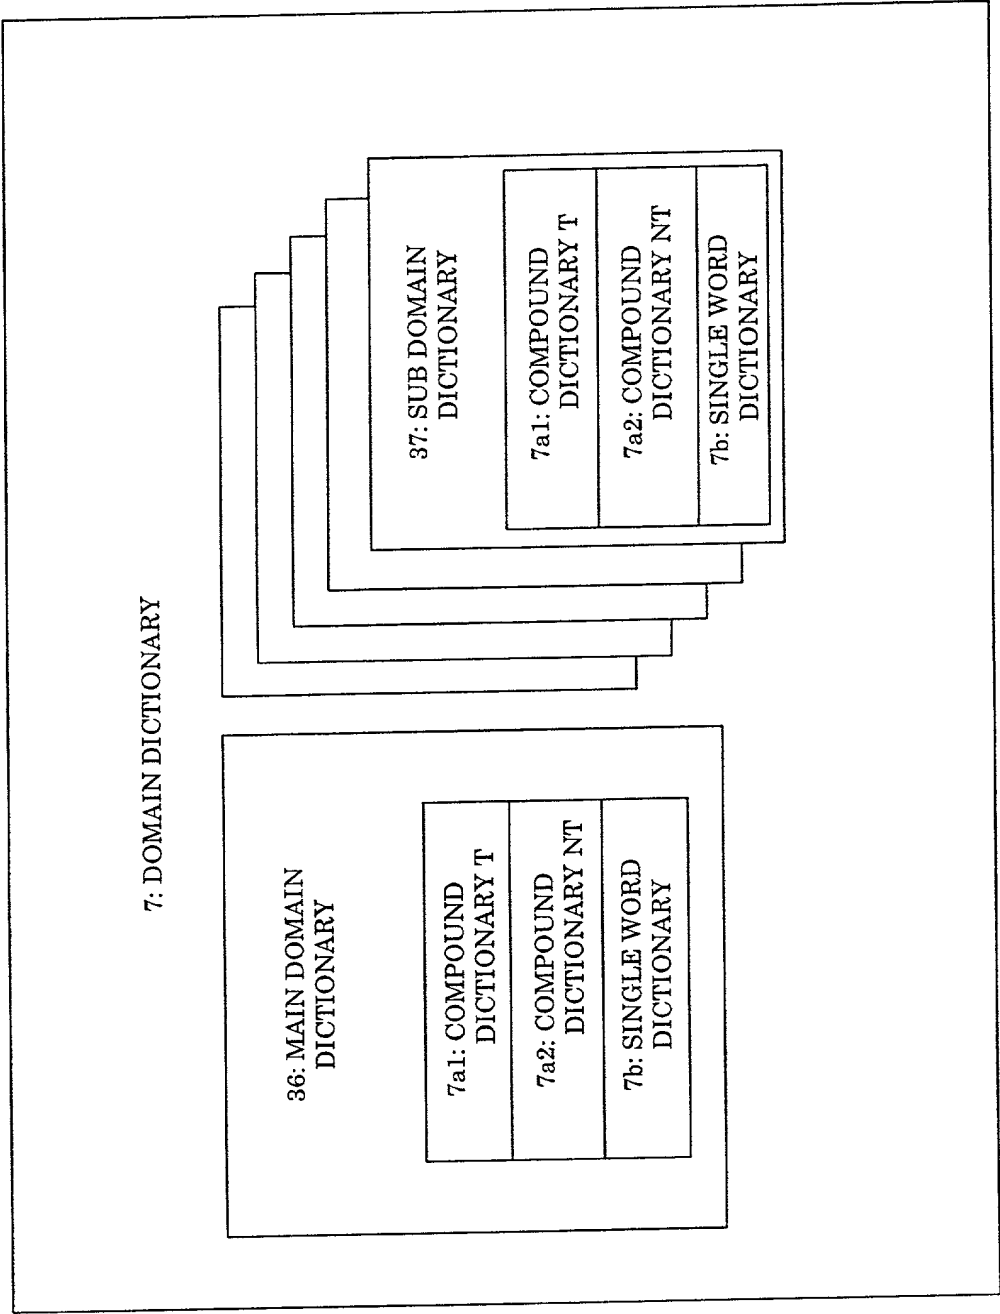 7: DOMAIN DICTIONARY
36: MAIN DOMAIN
DICTIONARY
7a1: COMPOUND
DICTIONARY T
7a2: COMPOUND
DICTIONARY NT
7b: SINGLE WORD
DICTIONARY
37: SUB DOMAIN
DICTIONARY
7a1: COMPOUND
DICTIONARY T
7a2: COMPOUND
DICTIONARY NT
7b: SINGLE WORD
DICTIONARY